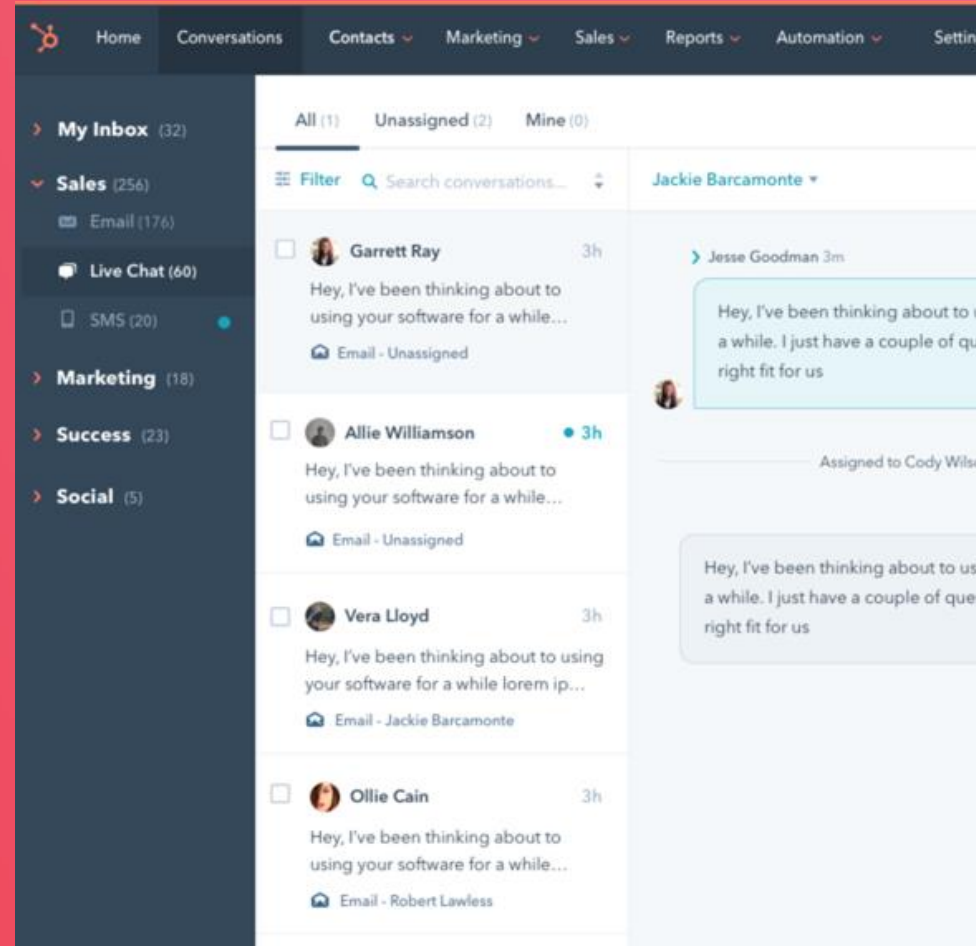 Home Conversations Contacts Marketing Sales Reports Automation
My Inbox (32)
Sales (256)
Email (176)
Live Chat (60)
SMS (20)
Marketing (18)
Success (23)
Social (5)
All (1) Unassigned (2) Mine (0)
Filter Search conversations...
Garrett Ray 3h
Hey, I've been thinking about to
using your software for a while...
Email - Unassigned
Allie Williamson 3h
Hey, I've been thinking about to
using your software for a while...
Email - Unassigned
Vera Lloyd 3h
Hey, I've been thinking about to using
your software for a while lorem ip...
Email - Jackie Barcamonte
Ollie Cain 3h
Hey, I've been thinking about to
using your software for a while...
Email - Robert Lawless
Jackie Barcamonte
Jesse Goodman 3m
Hey, I've been thinking about to
a while. I just have a couple of
right fit for us
Assigned to Cody
Hey, I've been thinking about to
a while. I just have a couple of
right fit for us